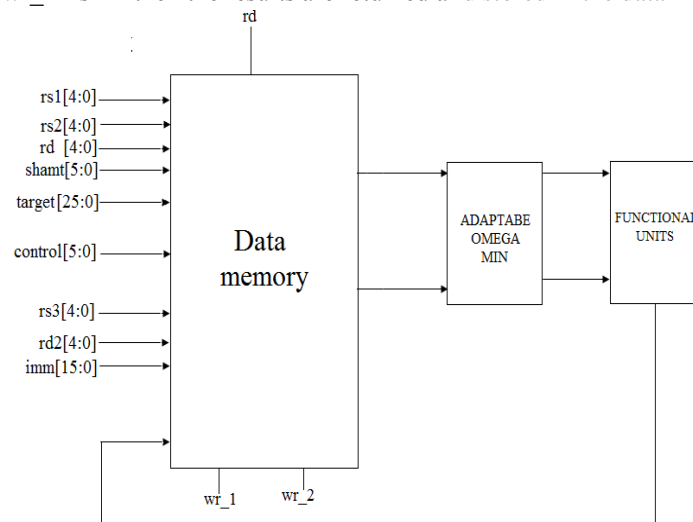 rd
rs1[4:0]
rs2[4:0]
rd [4:0]
shamt[5:0]
target[25:0]
control[5:0]
rs3[4:0]
rd2[4:0]
imm[15:0]
Data
memory
ADAPTABE
OMEGA
MIN
FUNCTIONAL
UNITS
wr_1
wr_2